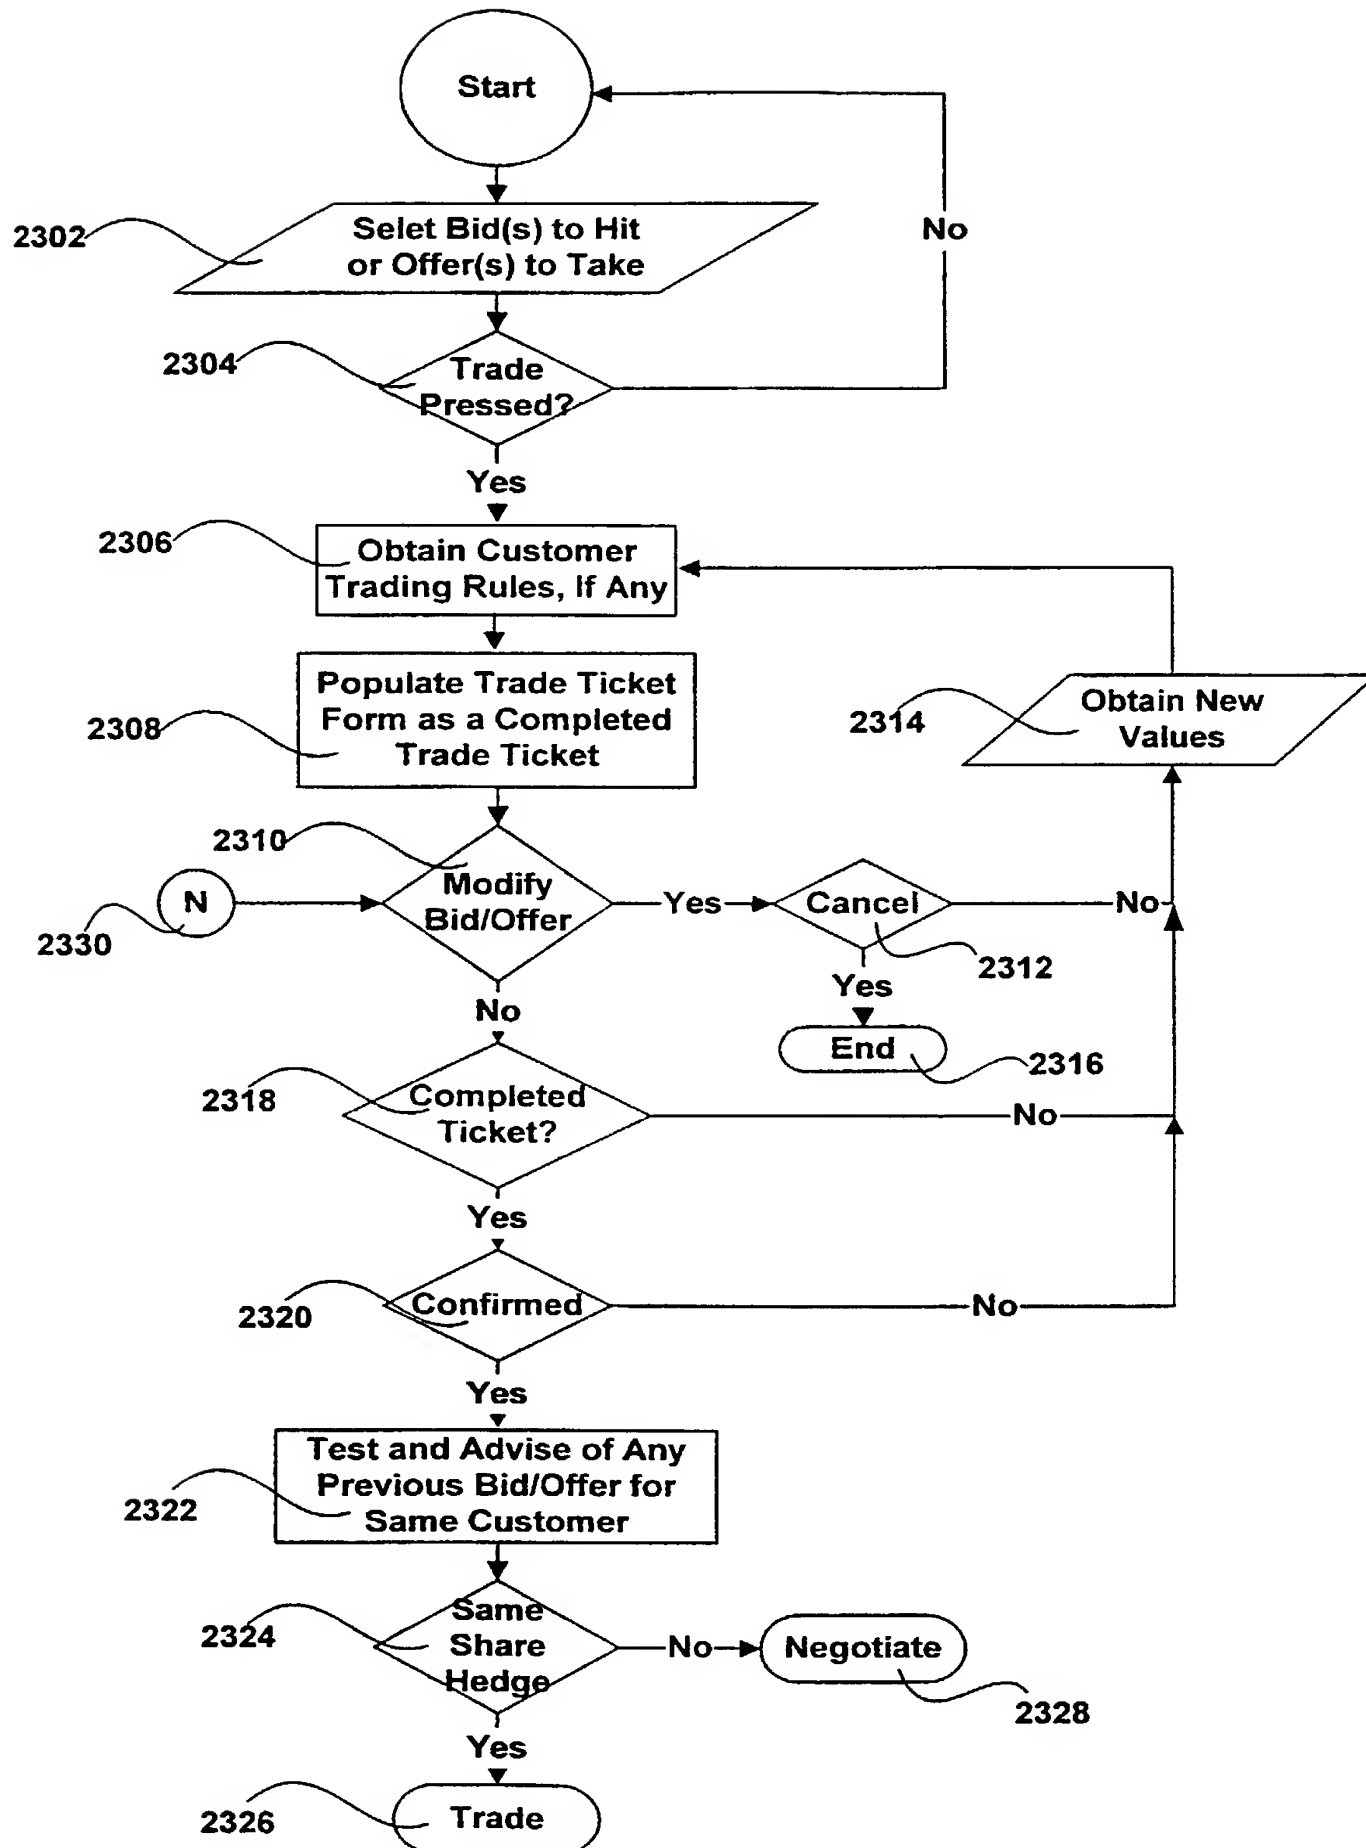 Start
No
2302
Selet Bid(s) to Hit
or Offer(s) to Take
2304
Trade
Pressed?
Yes
2306
Obtain Customer
Trading Rules, If Any
2308
Populate Trade Ticket
Form as a Completed
Trade Ticket
2314
Obtain New
Values
2310
Modify
Bid/Offer
N
2330
Yes
Cancel
No
2312
Yes
End
2316
No
2318
Completed
Ticket?
No
Yes
2320
Confirmed
No
Yes
2322
Test and Advise of Any
Previous Bid/Offer for
Same Customer
2324
Same
Share
Hedge
No
Negotiate
2328
Yes
2326
Trade